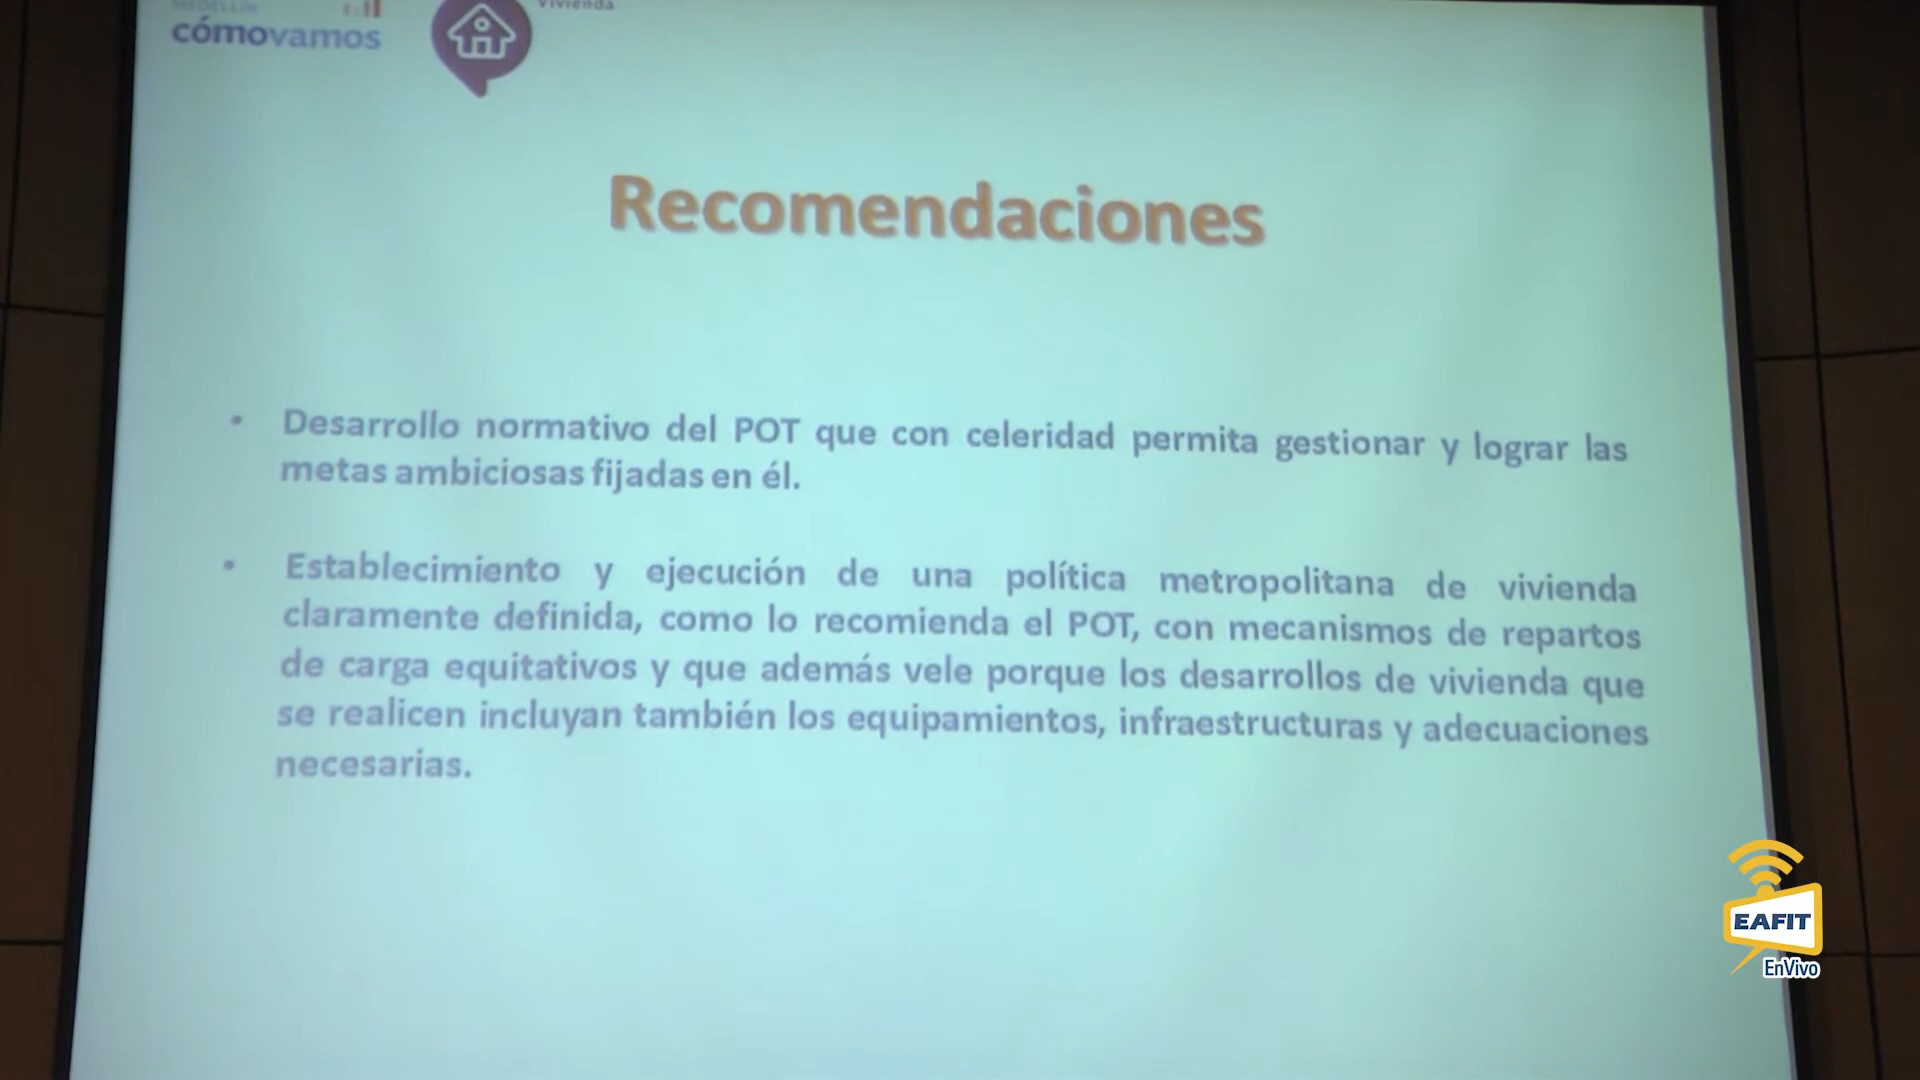 MEDELLÍN
cómovamos
Vivienda
Recomendaciones
• Desarrollo normativo del POT que con celeridad permita gestionar y lograr las
metas ambiciosas fijadas en él.
• Establecimiento y ejecución de una política metropolitana de vivienda
claramente definida, como lo recomienda el POT, con mecanismos de repartos
de carga equitativos y que además vele porque los desarrollos de vivienda que
se realicen incluyan también los equipamientos, infraestructuras y adecuaciones
necesarias.
EAFIT
EnVivo